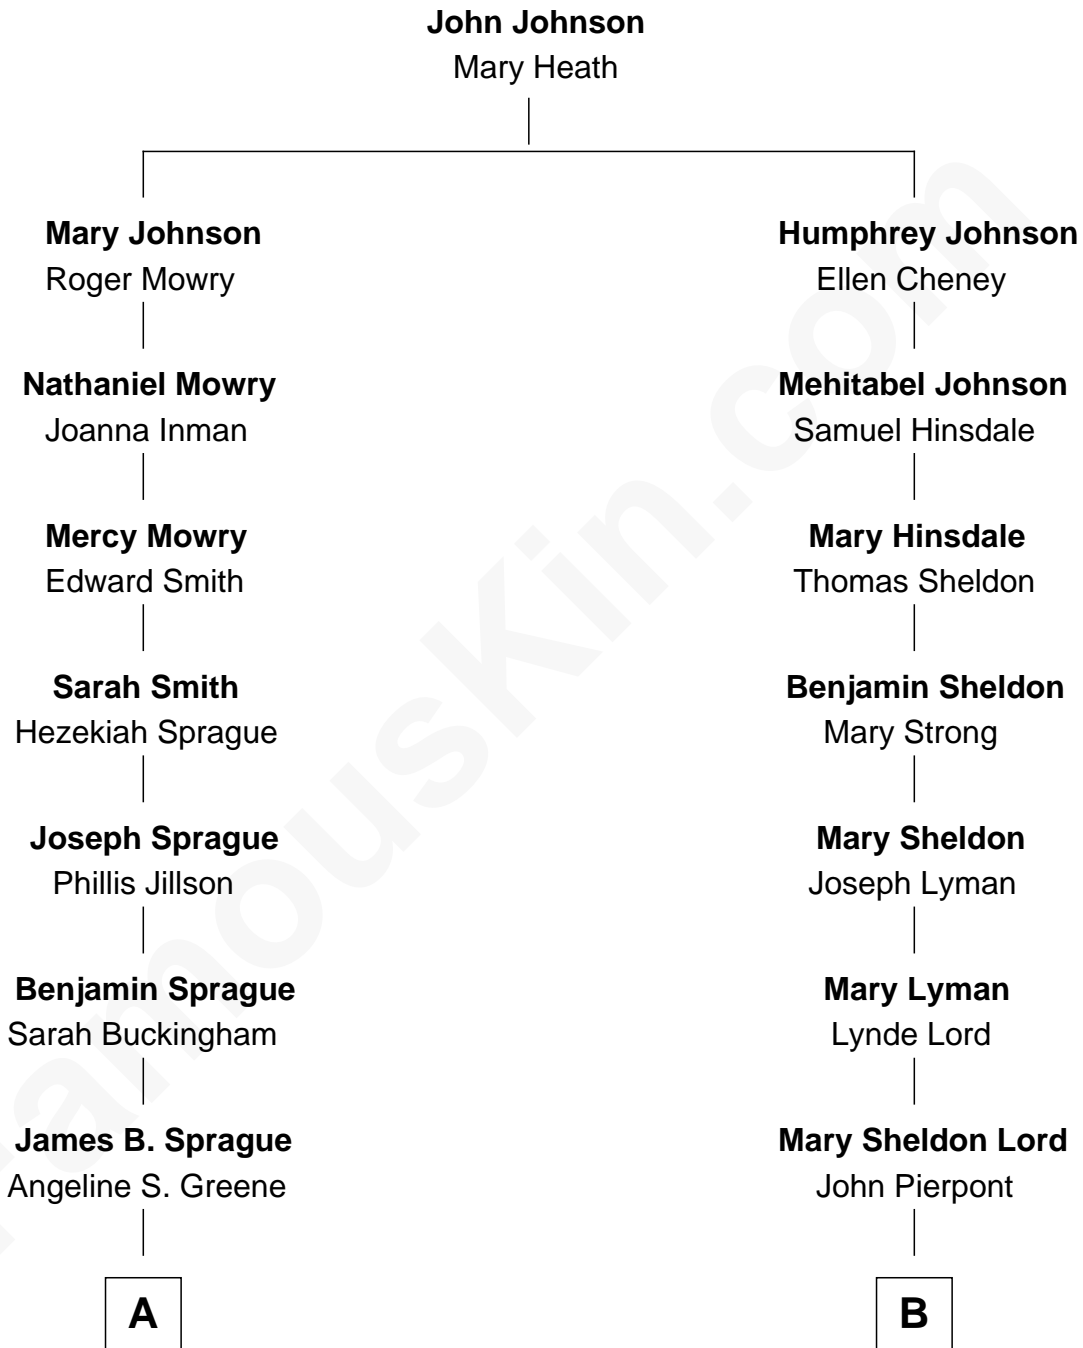 John Johnson
Mary Heath
Mary Johnson
Roger Mowry
Humphrey Johnson
Ellen Cheney
Nathaniel Mowry
Joanna Inman
Mehitabel Johnson
Samuel Hinsdale
Mercy Mowry
Edward Smith
Mary Hinsdale
Thomas Sheldon
Sarah Smith
Hezekiah Sprague
Benjamin Sheldon
Mary Strong
Joseph Sprague
Phillis Jillson
Mary Sheldon
Joseph Lyman
Benjamin Sprague
Sarah Buckingham
Mary Lyman
Lynde Lord
James B. Sprague
Angeline S. Greene
Mary Sheldon Lord
John Pierpont
A
B
FamousKin.com